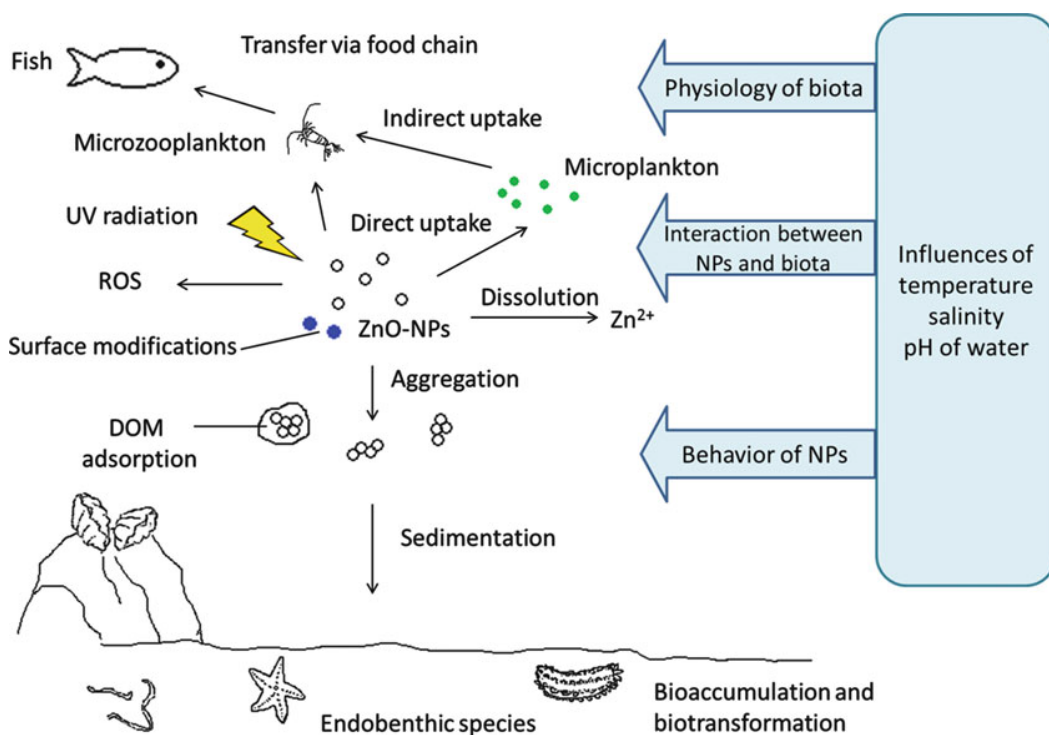 Transfer via food chain
Fish
Physiology of biota
Indirect uptake
Microzooplankton
Microplankton
UV radiation
Direct uptake
Interaction between
NPs and biota
Influences of
temperature
salinity
pH of water
ROS
Dissolution
Zn²⁺
ZnO-NPs
Surface modifications
Aggregation
DOM
adsorption
Behavior of NPs
Sedimentation
Endobenthic species
Bioaccumulation and
biotransformation